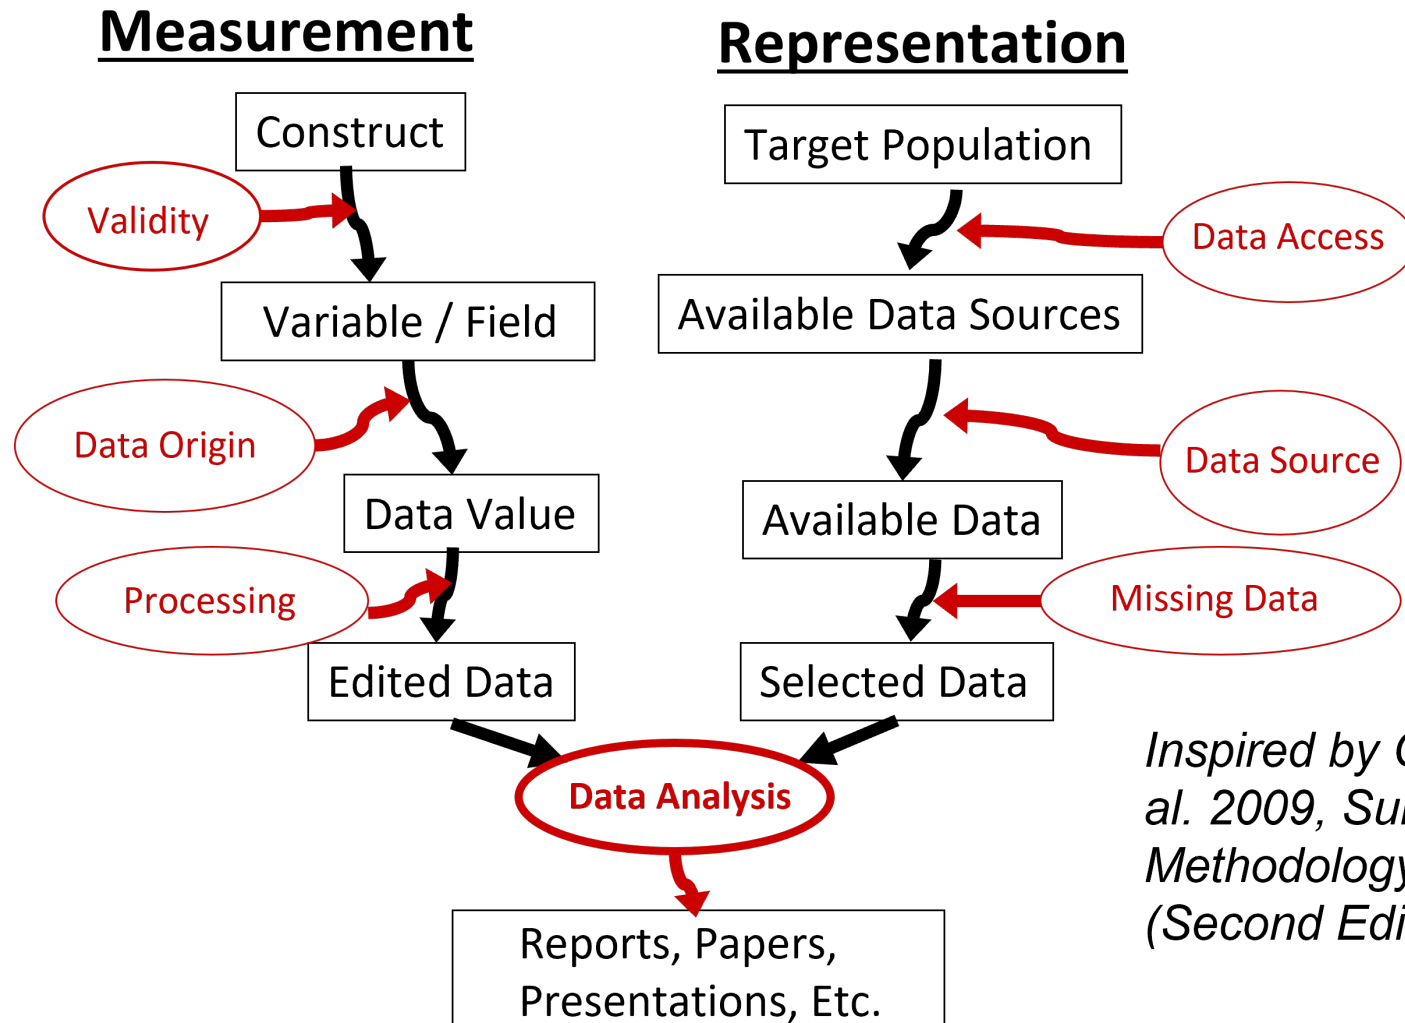 Measurement
Representation
Construct
Target Population
Validity
Data Access
Variable / Field
Available Data Sources
Data Origin
Data Source
Data Value
Available Data
Processing
Missing Data
Edited Data
Selected Data
Data Analysis
Inspired by
al. 2009,
Methodology
(Second
Reports, Papers,
Presentations, Etc.